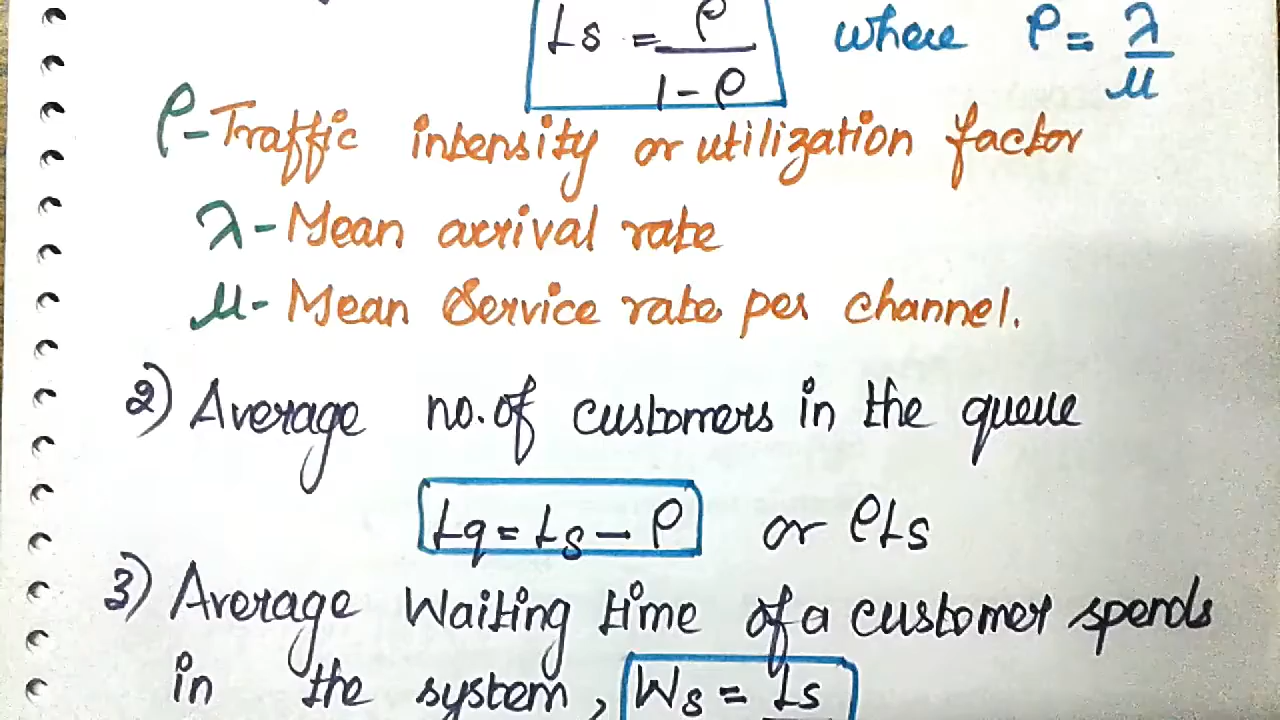 Ls = ρ / 1 - ρ where ρ = λ / μ
ρ - Traffic intensity or utilization factor
λ - Mean arrival rate
μ - Mean Service rate per channel.
2) Average no. of customers in the queue
Lq = Ls - ρ or ρLs
3) Average Waiting time of a customer spends
in the system, Ws = Ls